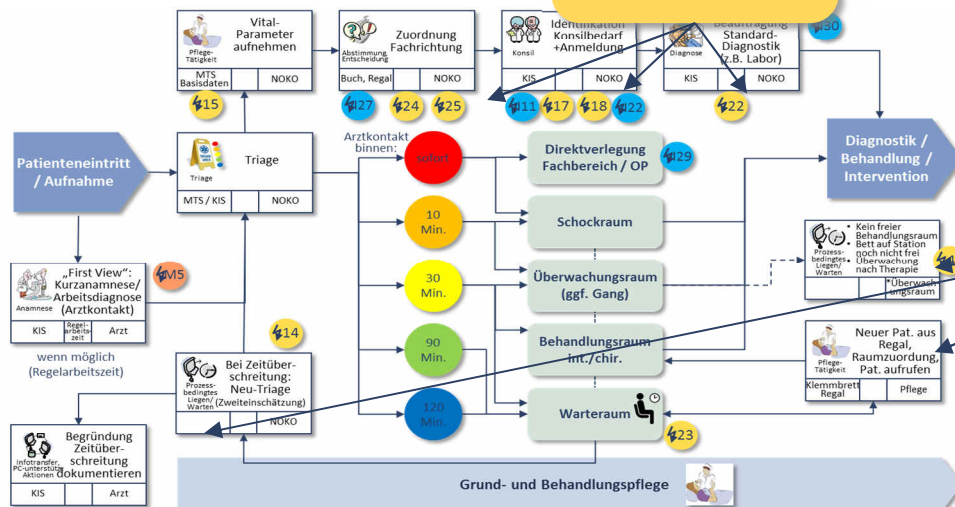 Vital-
Parameter
aufnehmen
Pflege-
Tätigkeit
MTS
Basisdaten
NOKO
15
Zuordnung
Fachrichtung
Abstimmung,
Entscheidung
Buch, Regal
NOKO
27
24
25
Identifikation
Konsilbedarf
+Anmeldung
Konsil
KIS
NOKO
11
17
18
22
Beauftragung
Standard-
Diagnostik
(z.B. Labor)
Diagnose
KIS
NOKO
30
22
Patienteneintritt
/ Aufnahme
Triage
Triage
MTS / KIS
NOKO
Arztkontakt
binnen:
sofort
10
Min.
30
Min.
90
Min.
120
Min.
Direktverlegung
Fachbereich / OP
29
Schockraum
Überwachungsraum
(ggf. Gang)
Behandlungsraum
int./chir.
Warteraum
23
Diagnostik /
Behandlung /
Intervention
• Kein freier
Behandlungsraum
• Bett auf Station
noch nicht frei
• Überwachung
nach Therapie
Prozess-
bedingtes
Liegen/
Warten
*Überwach
ungsraum
„First View“:
Kurzanamnese/
Arbeitsdiagnose
(Arztkontakt)
Anamnese
KIS
Regel-
arbeits-
zeit
Arzt
M5
wenn möglich
(Regelarbeitszeit)
14
Bei Zeitüber-
schreitung:
Neu-Triage
(Zweiteinschätzung)
Prozess-
bedingtes
Liegen/
Warten
NOKO
Neuer Pat. aus
Regal,
Raumzuordung,
Pat. aufrufen
Pflege-
Tätigkeit
Klemmbrett
Regal
Pflege
Begründung
Zeitüber-
schreitung
dokumentieren
Infotransfer,
PC-unterstützte
Aktionen
KIS
Arzt
Grund- und Behandlungspflege